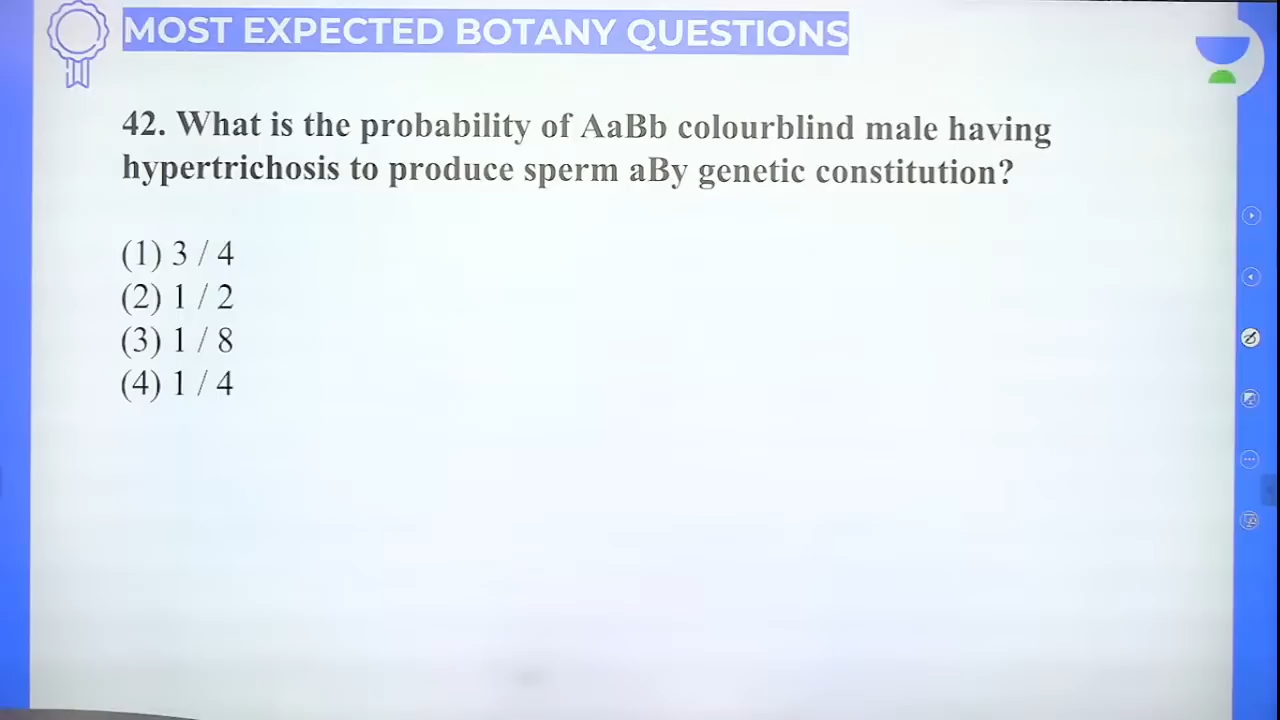 MOST EXPECTED BOTANY QUESTIONS
42. What is the probability of AaBb colourblind male having
hypertrichosis to produce sperm aBy genetic constitution?
(1) 3 / 4
(2) 1 / 2
(3) 1 / 8
(4) 1 / 4